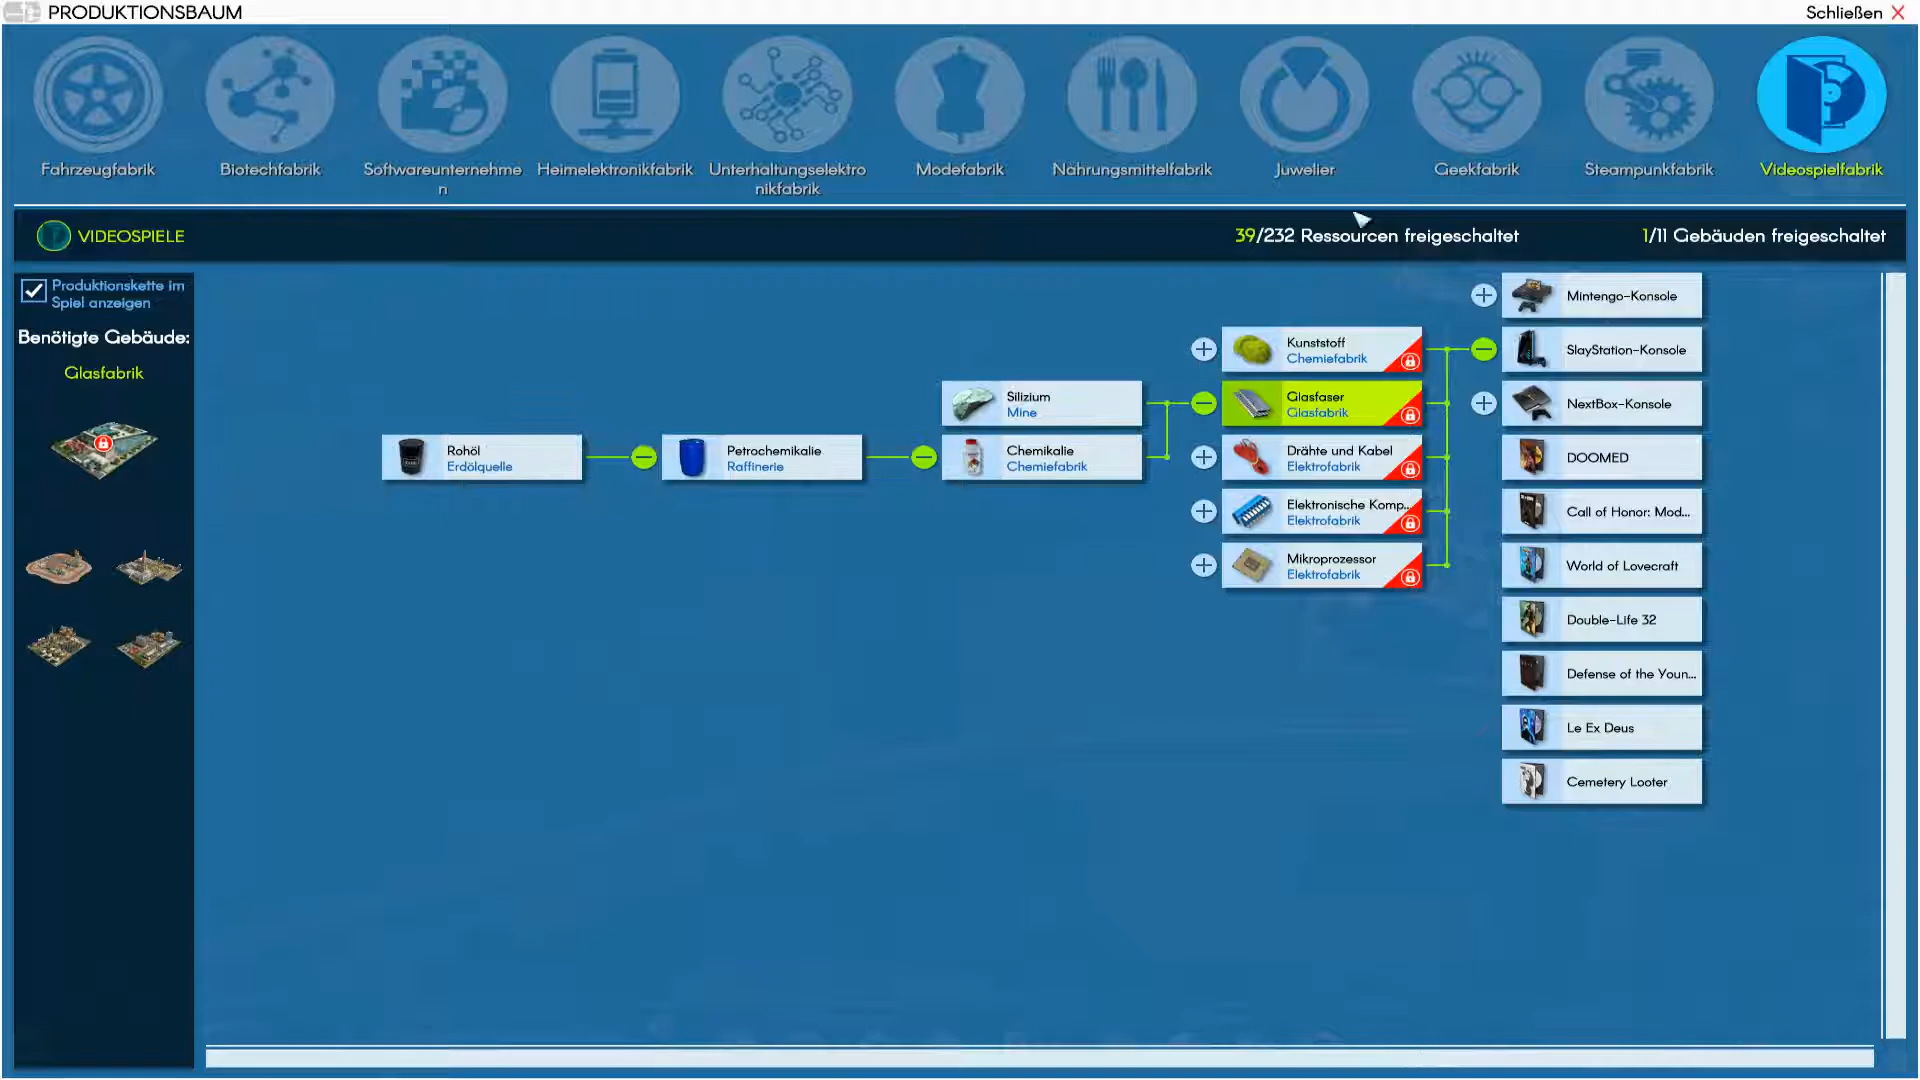 PRODUKTIONSBAUM
Schließen X
Fahrzeugfabrik
Biotechfabrik
Softwareunternehme
n
Heimelektronikfabrik
Unterhaltungselektro
nikfabrik
Modefabrik
Nahrungsmittelfabrik
Juwelier
Geekfabrik
Steampunkfabrik
Videospielfabrik
VIDEOSPIELE
39/232 Ressourcen freigeschaltet
1/11 Gebäuden freigeschaltet
Produktionskette im
Spiel anzeigen
Benötigte Gebäude:
Glasfabrik
Rohöl
Erdölquelle
Petrochemikalie
Raffinerie
Silizium
Mine
Chemikalie
Chemiefabrik
Kunststoff
Chemiefabrik
Glasfaser
Glasfabrik
Drähte und Kabel
Elektrofabrik
Elektronische Komp...
Elektrofabrik
Mikroprozessor
Elektrofabrik
Mintengo-Konsole
SlayStation-Konsole
NextBox-Konsole
DOOMED
Call of Honor: Mod...
World of Lovecraft
Double-Life 32
Defense of the Youn...
Le Ex Deus
Cemetery Looter